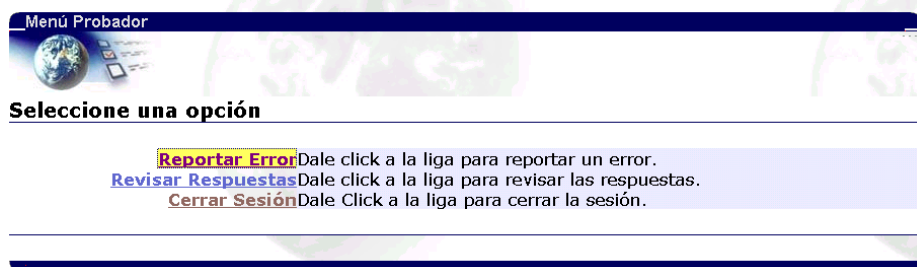 Menú Probador
Seleccione una opción
Reportar Error Dale click a la liga para reportar un error.
Revisar Respuestas Dale click a la liga para revisar las respuestas.
Cerrar Sesión Dale Click a la liga para cerrar la sesión.